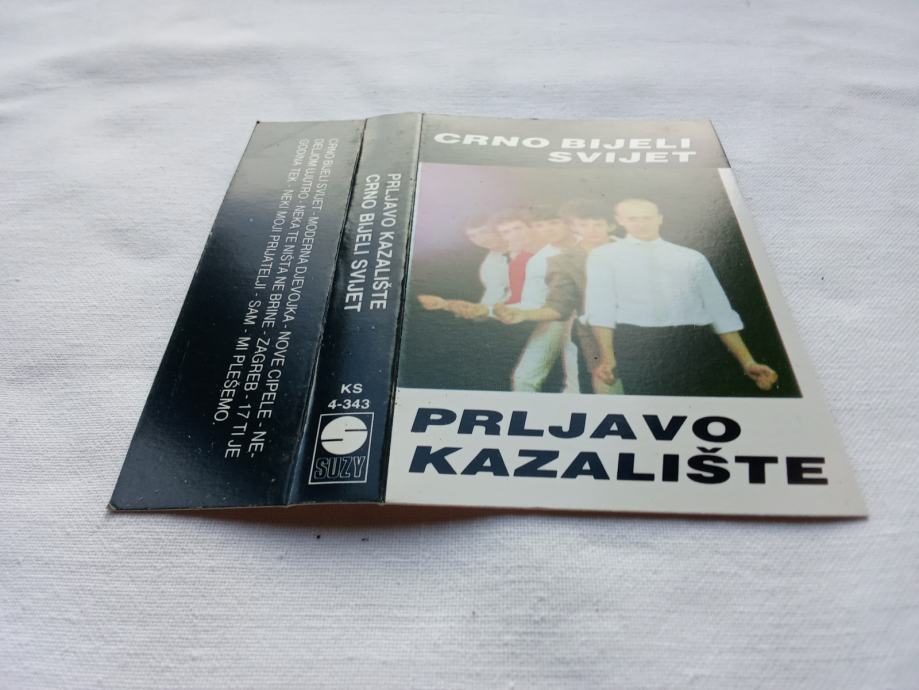 CRNO BIJELI
SVIJET
PRLJAVO
KAZALIŠTE
PRLJAVO KAZALIŠTE
CRNO BIJELI SVIJET
KS
4-343
SUZY
CRNO BIJELI SVIJET - MODERNA DJEVOJKA - NOVE CIPELE - NE-
DELJOM UJUTRO - NEKA TE NIŠTA NE BRINE - ZAGREB - 17 TI JE
GODINA TEK - NEKI MOJI PRIJATELJI - SAM - MI PLEŠEMO